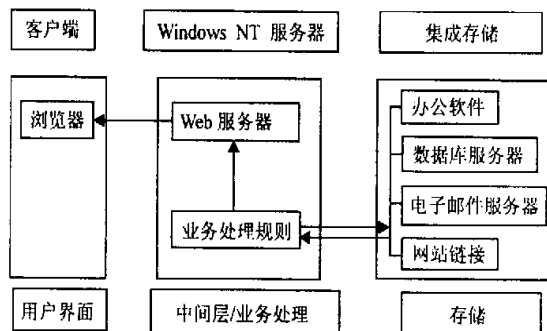 客户端
Windows NT 服务器
集成存储
浏览器
Web 服务器
业务处理规则
办公软件
数据库服务器
电子邮件服务器
网站链接
用户界面
中间层/业务处理
存储